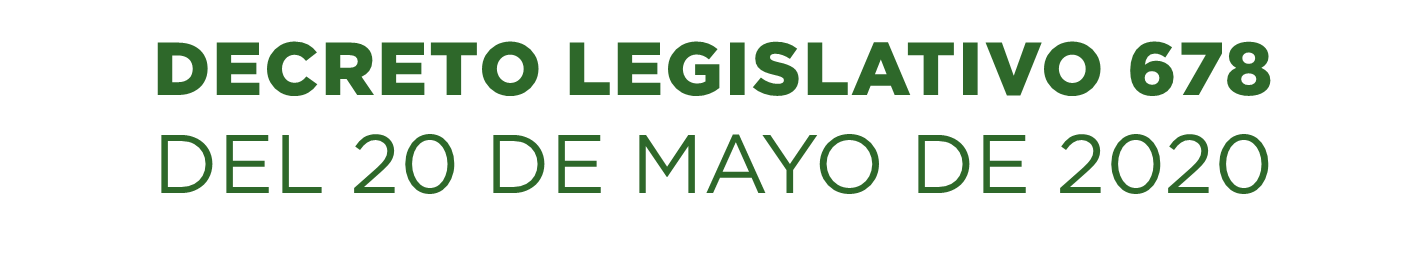 DECRETO LEGISLATIVO 678
DEL 20 DE MAYO DE 2020